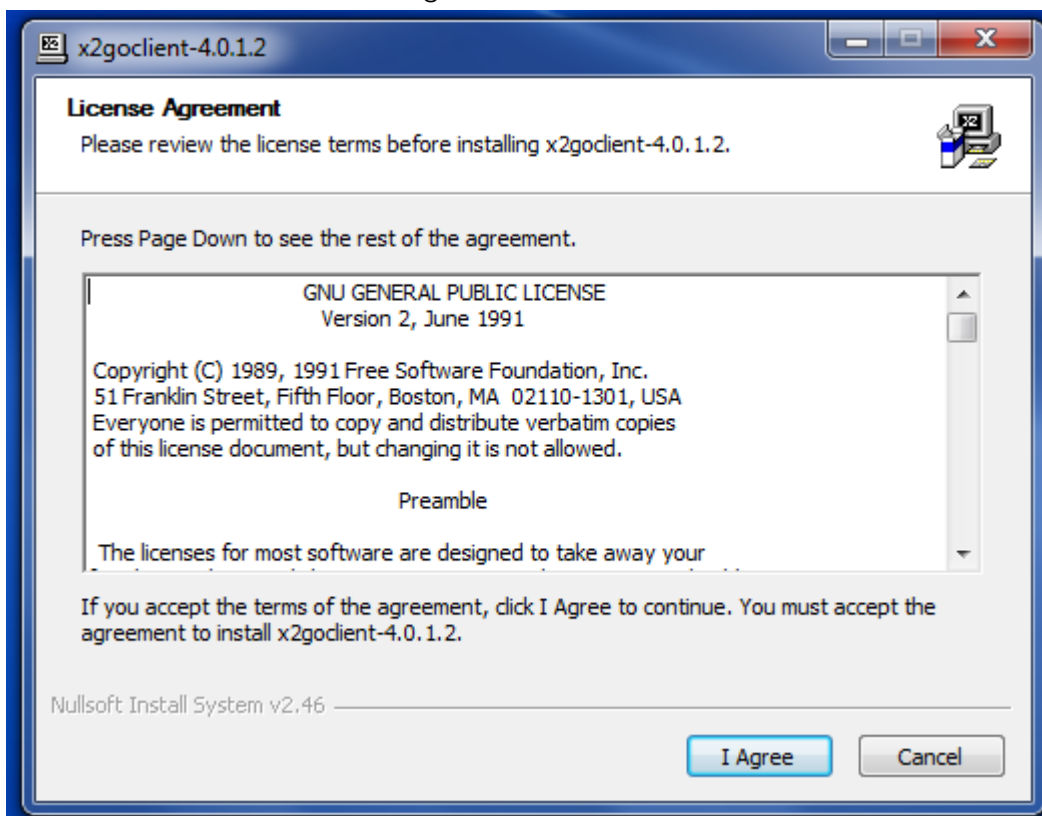 x2goclient-4.0.1.2
License Agreement
Please review the license terms before installing x2goclient-4.0.1.2.
Press Page Down to see the rest of the agreement.
GNU GENERAL PUBLIC LICENSE
Version 2, June 1991
Copyright (C) 1989, 1991 Free Software Foundation, Inc.
51 Franklin Street, Fifth Floor, Boston, MA 02110-1301, USA
Everyone is permitted to copy and distribute verbatim copies
of this license document, but changing it is not allowed.
Preamble
The licenses for most software are designed to take away your
If you accept the terms of the agreement, click I Agree to continue. You must accept the
agreement to install x2goclient-4.0.1.2.
Nullsoft Install System v2.46
I Agree
Cancel